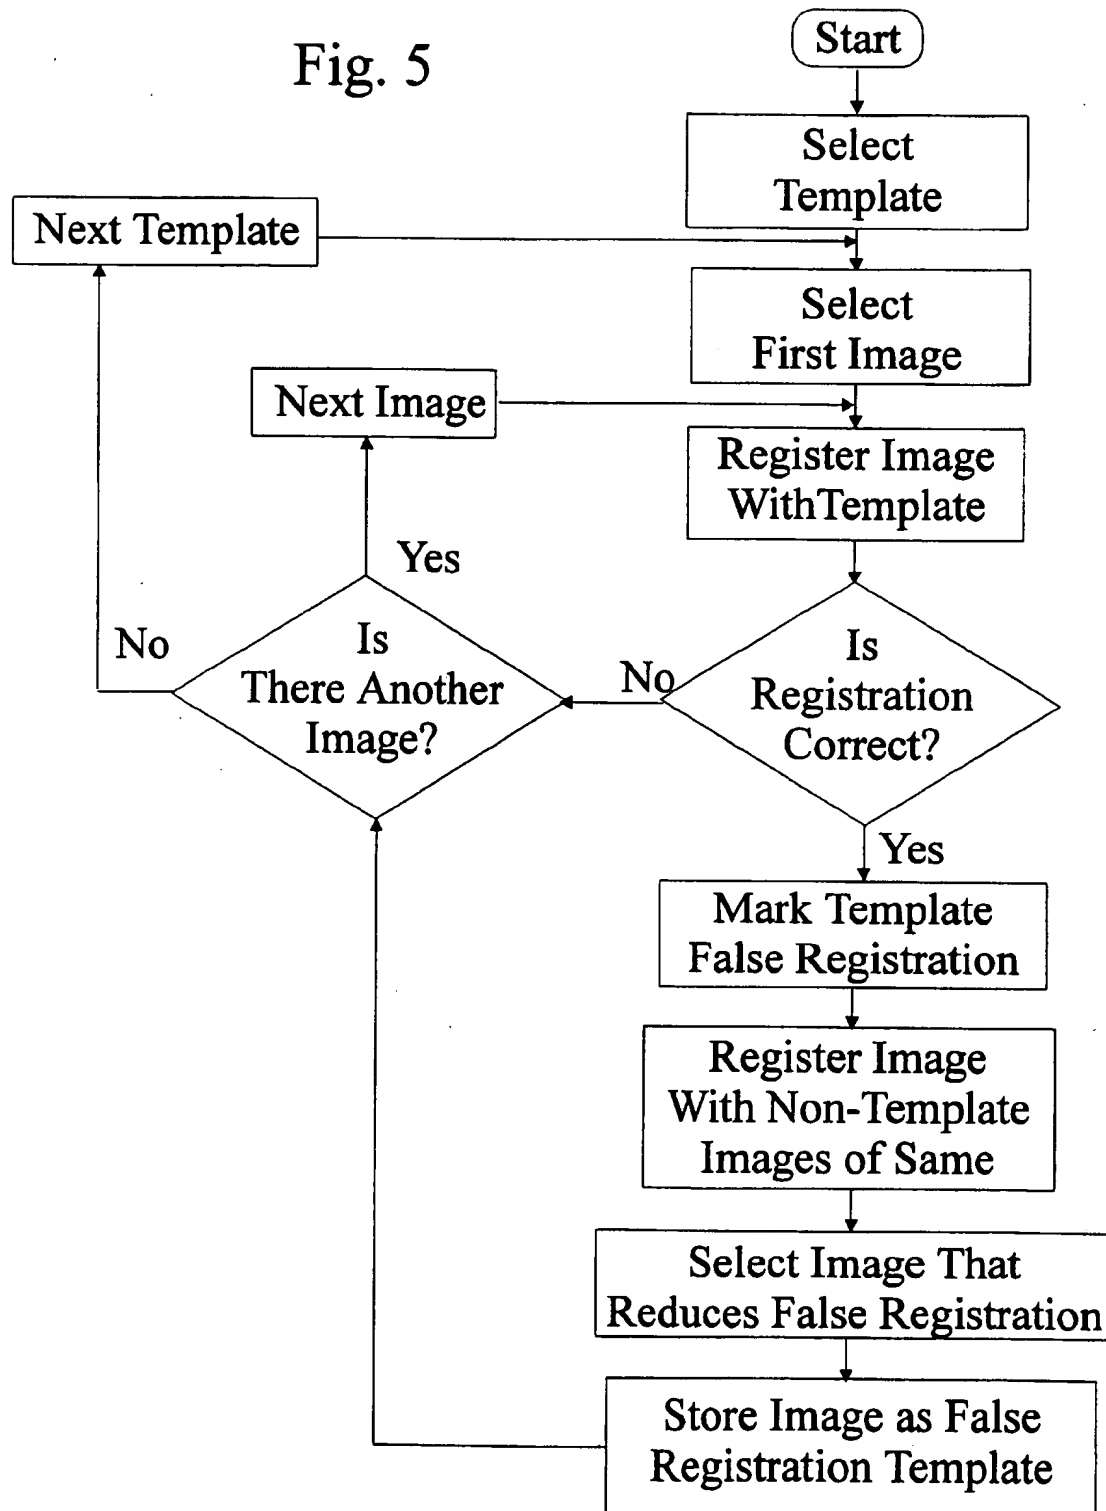 Fig. 5
Start
Select
Template
Next Template
Select
First Image
Next Image
Register Image
WithTemplate
Yes
No
Is
There Another
Image?
No
Is
Registration
Correct?
Yes
Mark Template
False Registration
Register Image
With Non-Template
Images of Same
Select Image That
Reduces False Registration
Store Image as False
Registration Template